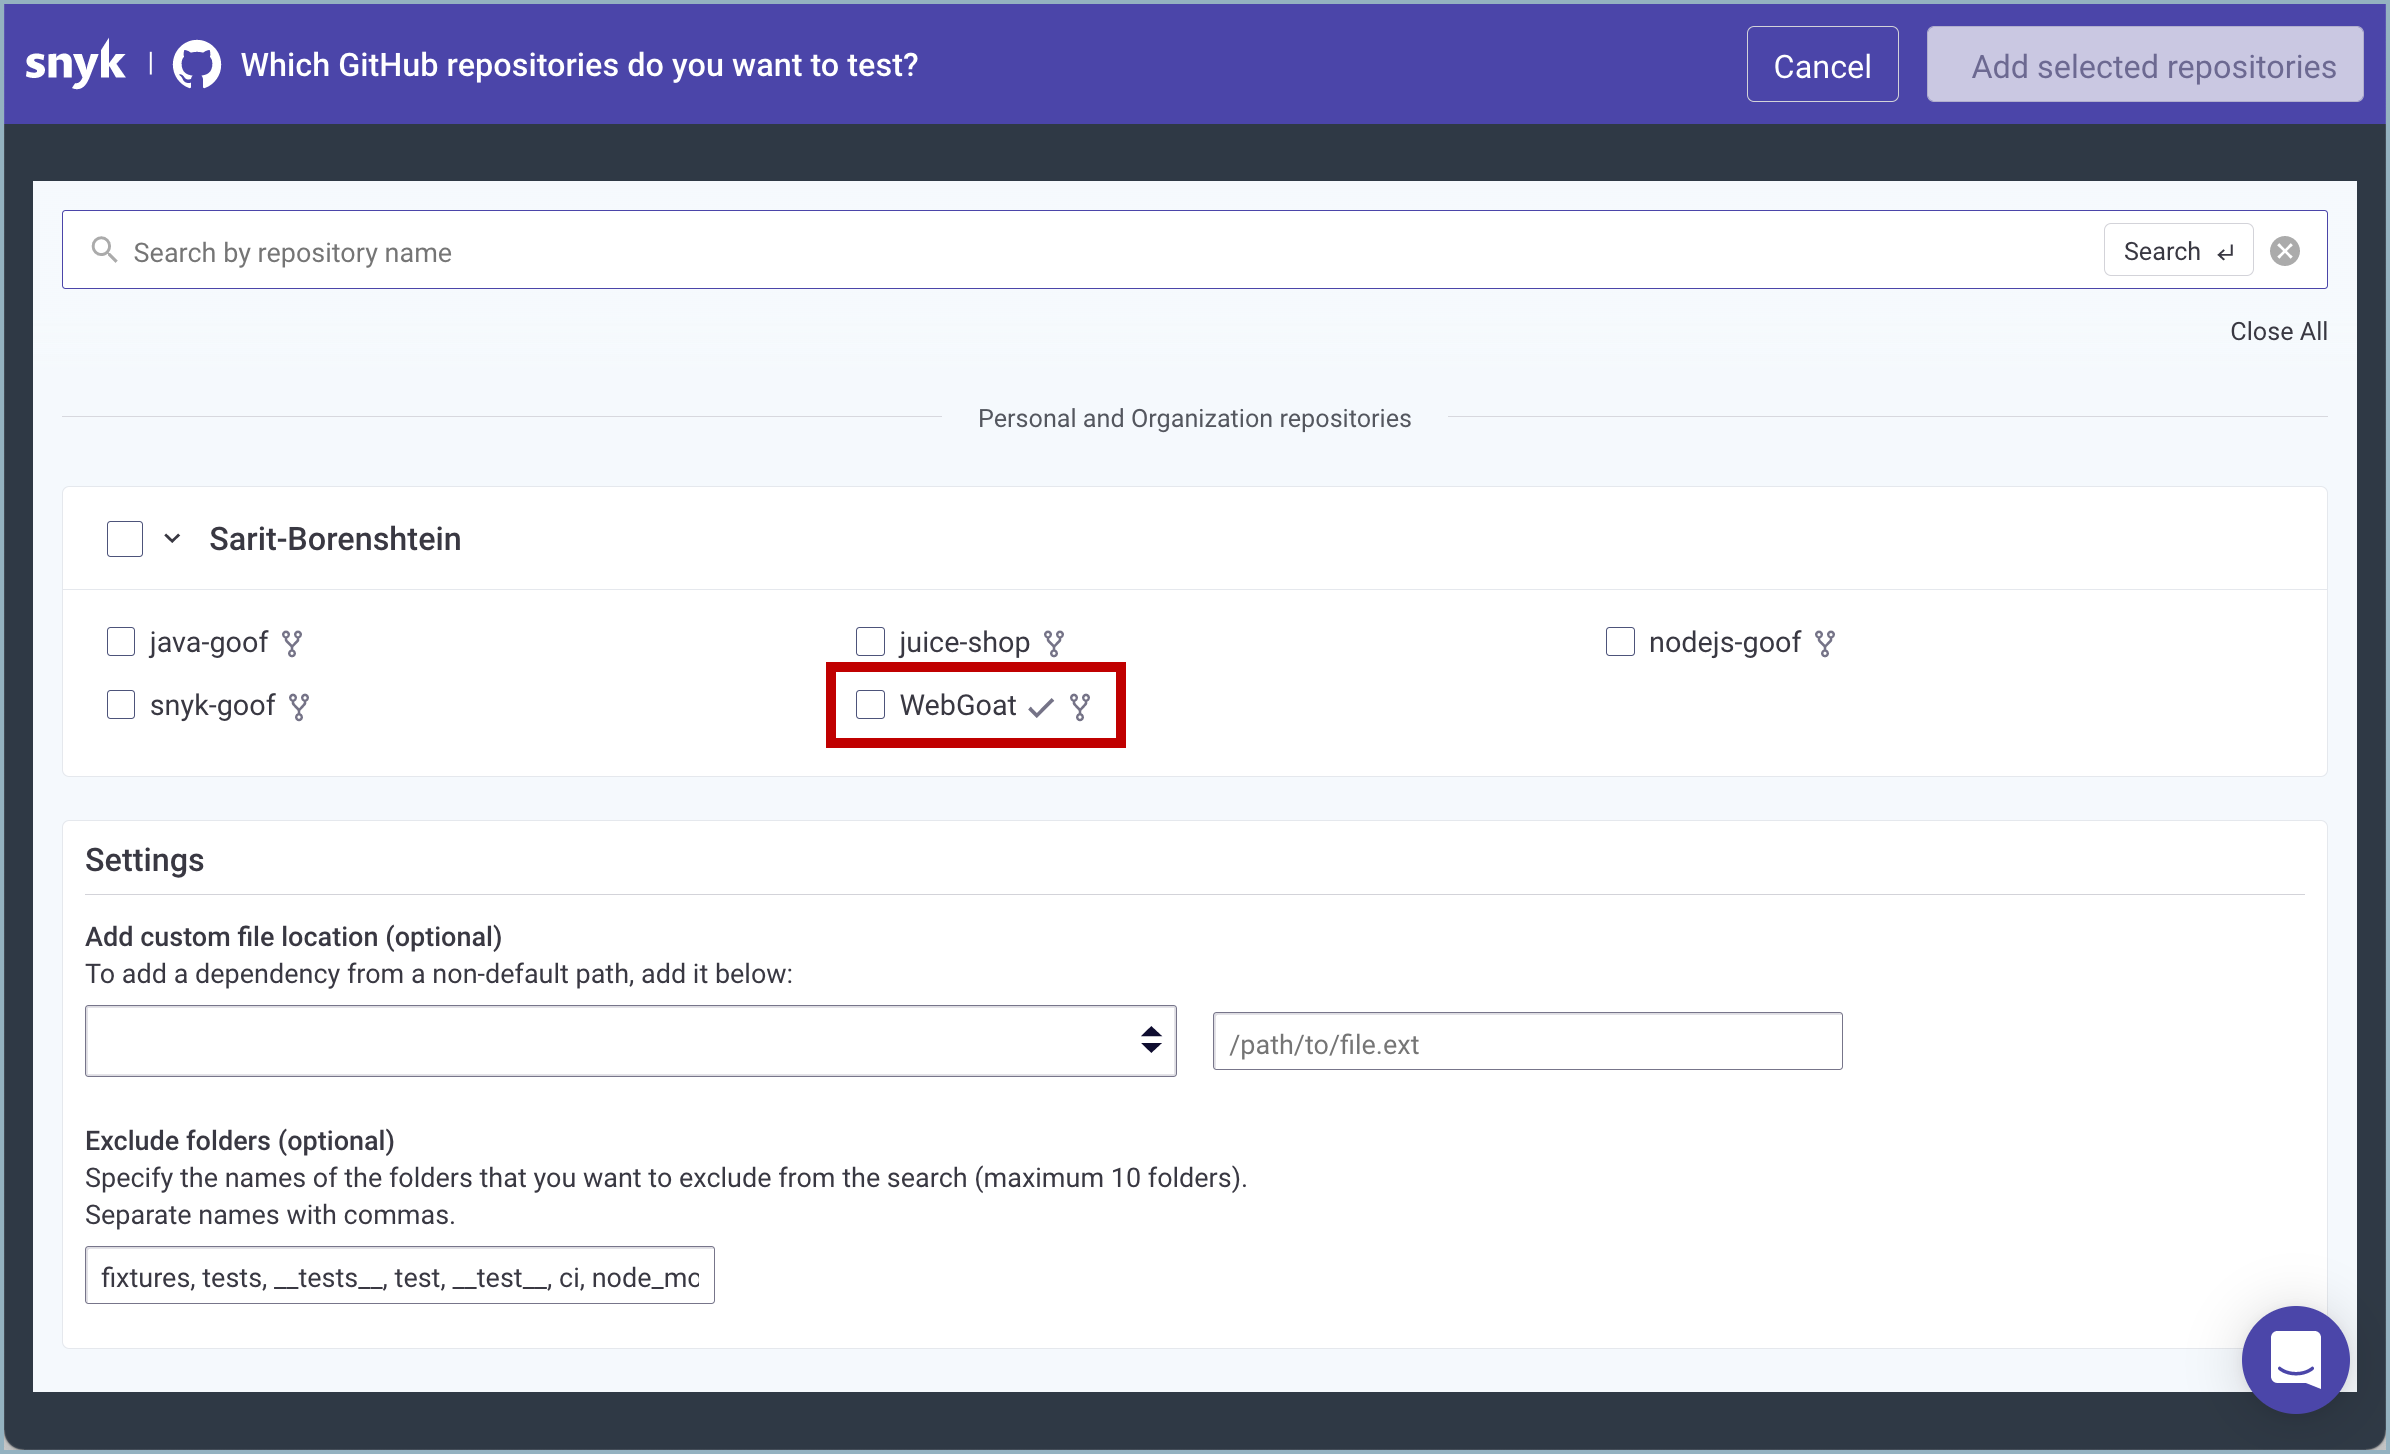 snyk | Which GitHub repositories do you want to test? Cancel Add selected repositories
Search by repository name Search
Close All
Personal and Organization repositories
Sarit-Borenshtein
java-goof juice-shop nodejs-goof
snyk-goof WebGoat
Settings
Add custom file location (optional)
To add a dependency from a non-default path, add it below:
/path/to/file.ext
Exclude folders (optional)
Specify the names of the folders that you want to exclude from the search (maximum 10 folders).
Separate names with commas.
fixtures, tests, __tests__, test, __test__, ci, node_mo